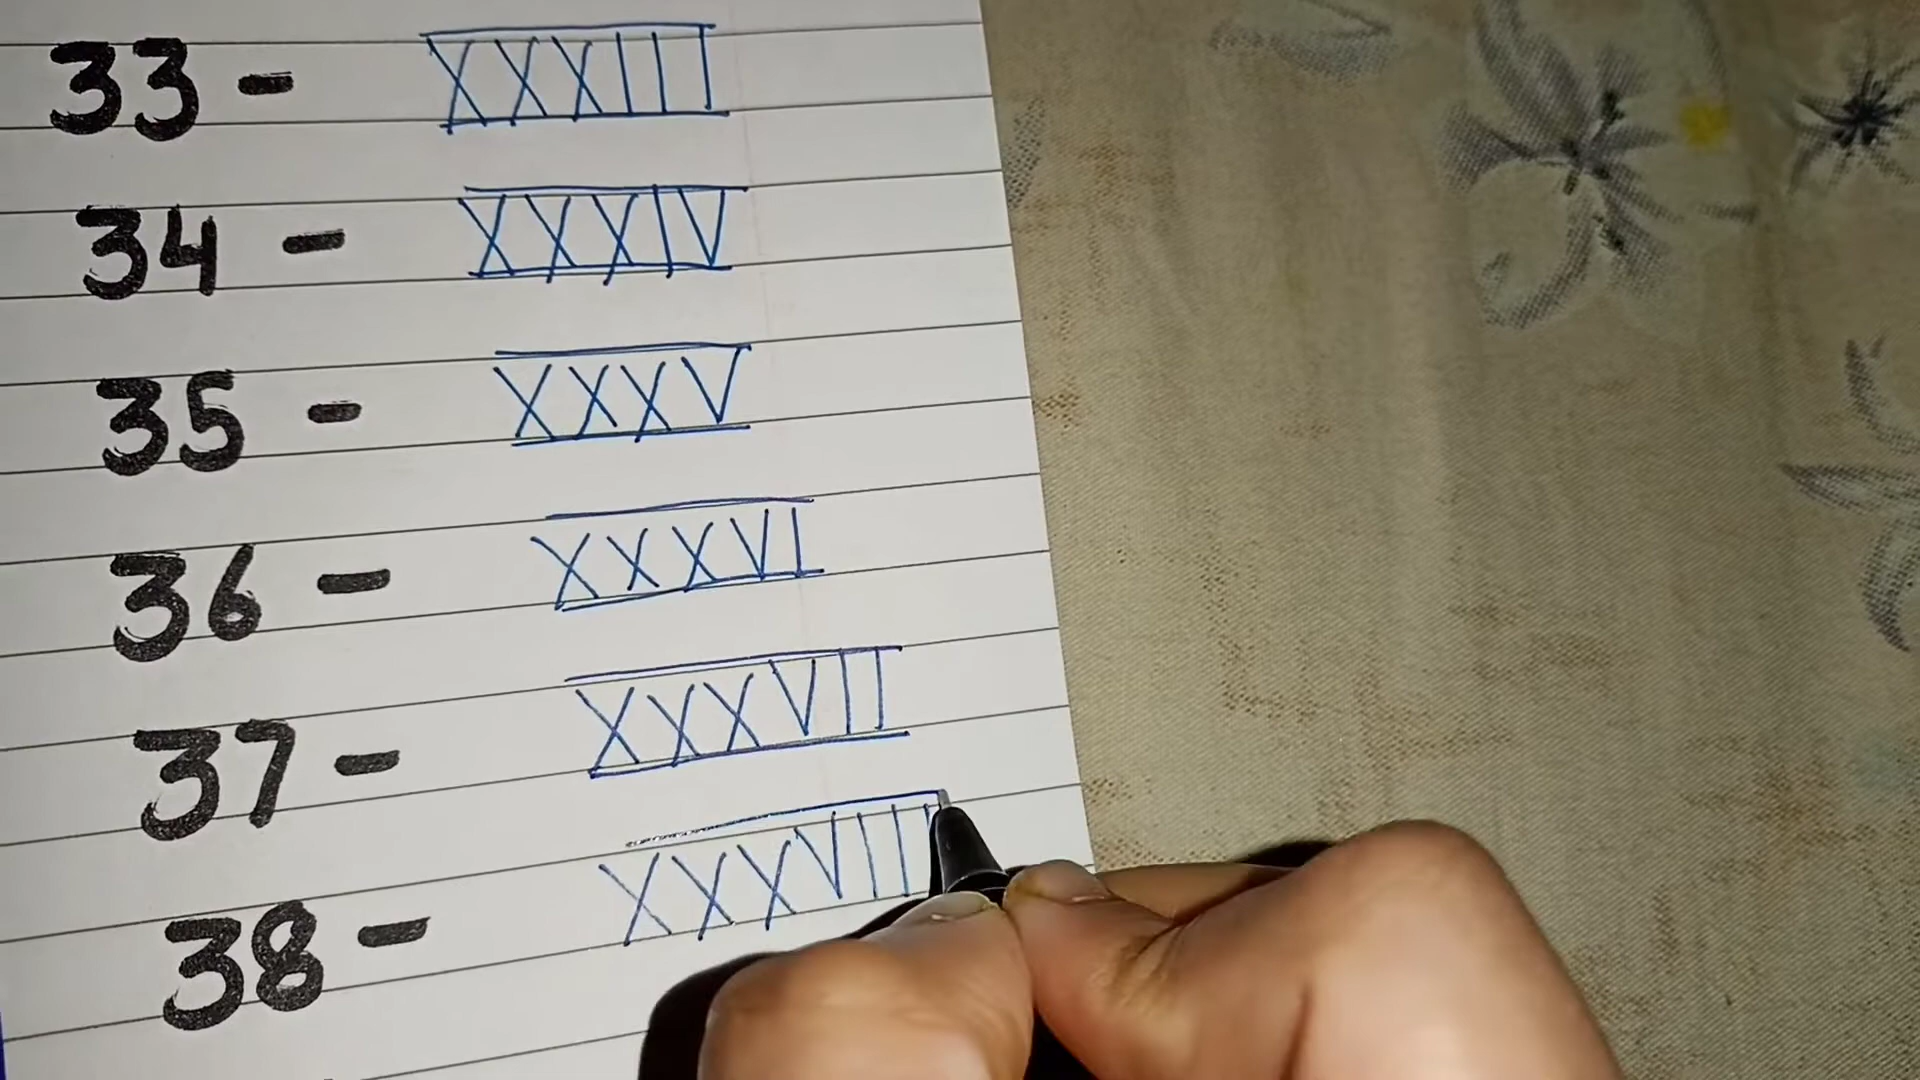 33 - XXXIII
34 - XXXIV
35 - XXXV
36 - XXXVI
37 - XXXVII
38 - XXXVIII